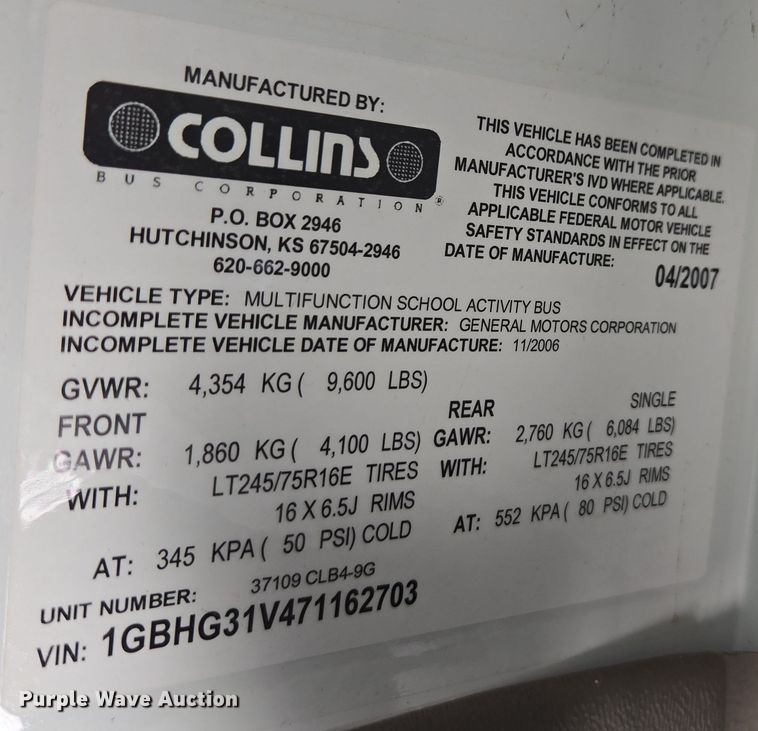 MANUFACTURED BY:
COLLINS
BUS CORPORATION®
P.O. BOX 2946
HUTCHINSON, KS 67504-2946
620-662-9000
THIS VEHICLE HAS BEEN COMPLETED IN
ACCORDANCE WITH THE PRIOR
MANUFACTURER'S IVD WHERE APPLICABLE.
THIS VEHICLE CONFORMS TO ALL
APPLICABLE FEDERAL MOTOR VEHICLE
SAFETY STANDARDS IN EFFECT ON THE
DATE OF MANUFACTURE: 04/2007
VEHICLE TYPE: MULTIFUNCTION SCHOOL ACTIVITY BUS
INCOMPLETE VEHICLE MANUFACTURER: GENERAL MOTORS CORPORATION
INCOMPLETE VEHICLE DATE OF MANUFACTURE: 11/2006
GVWR: 4,354 KG ( 9,600 LBS)
FRONT
GAWR: 1,860 KG ( 4,100 LBS)
WITH: LT245/75R16E TIRES
16 X 6.5J RIMS
AT: 345 KPA ( 50 PSI) COLD
REAR SINGLE
GAWR: 2,760 KG ( 6,084 LBS)
WITH: LT245/75R16E TIRES
16 X 6.5J RIMS
AT: 552 KPA ( 80 PSI) COLD
UNIT NUMBER: 37109 CLB4-9G
VIN: 1GBHG31V471162703
Purple Wave Auction